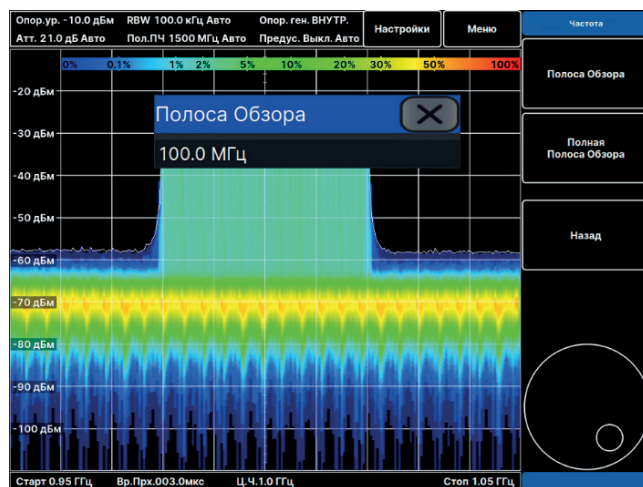 Опор.ур. -10.0 дБм RBW 100.0 кГц Авто Опор. ген. ВНУТР.
Атт. 21.0 дБ Авто Пол.ПЧ 1500 МГц Авто Предус. Выкл. Авто
Настройки
Меню
Частота
0% 0.1% 1% 2% 5% 10% 20% 30% 50% 100%
Полоса Обзора
-20 дБм
Полоса Обзора
-30 дБм
100.0 МГц
Полная
Полоса Обзора
-40 дБм
-50 дБм
Назад
-60 дБм
-70 дБм
-80 дБм
-90 дБм
-100 дБм
Старт 0.95 ГГц Вр.Прх.003.0мкс Ц.Ч.1.0 ГГц Стоп 1.05 ГГц